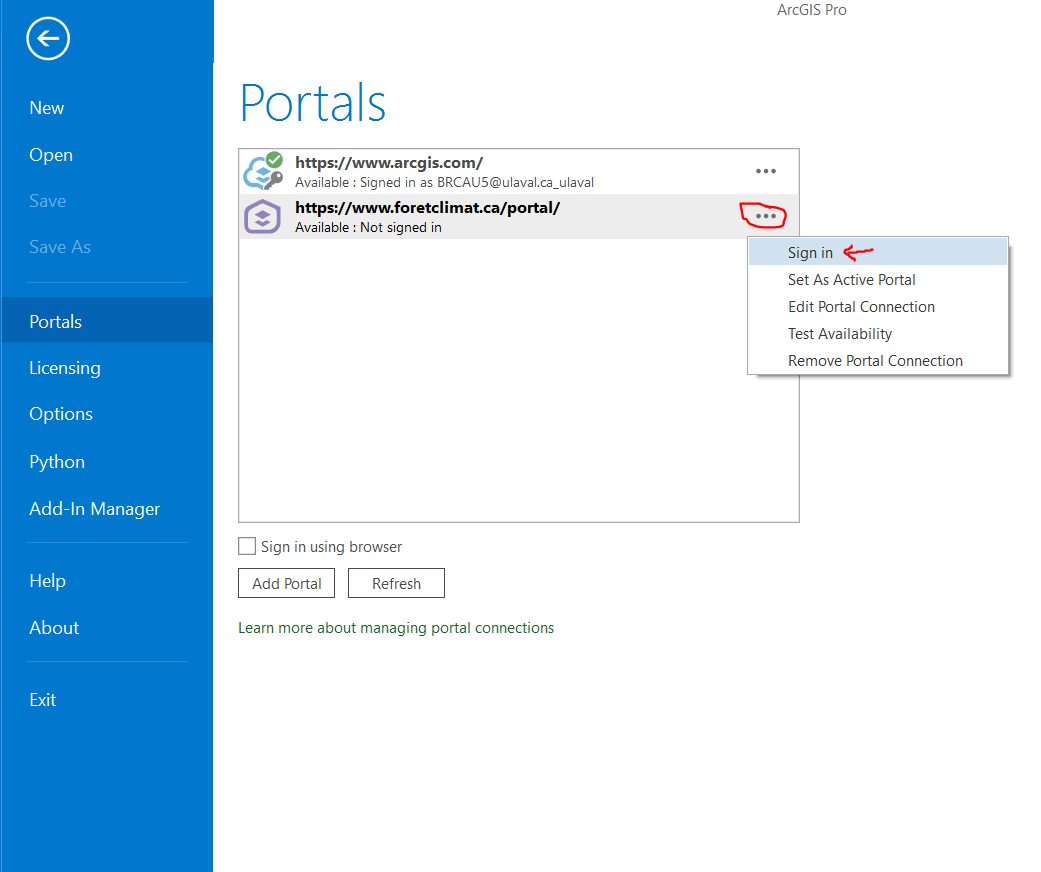 ArcGIS Pro
New
Open
Save
Save As
Portals
Licensing
Options
Python
Add-In Manager
Help
About
Exit
Portals
https://www.arcgis.com/
Available : Signed in as BRCAU5@ulaval.ca_ulaval
https://www.foretclimat.ca/portal/
Available : Not signed in
Sign in
Set As Active Portal
Edit Portal Connection
Test Availability
Remove Portal Connection
Sign in using browser
Add Portal
Refresh
Learn more about managing portal connections